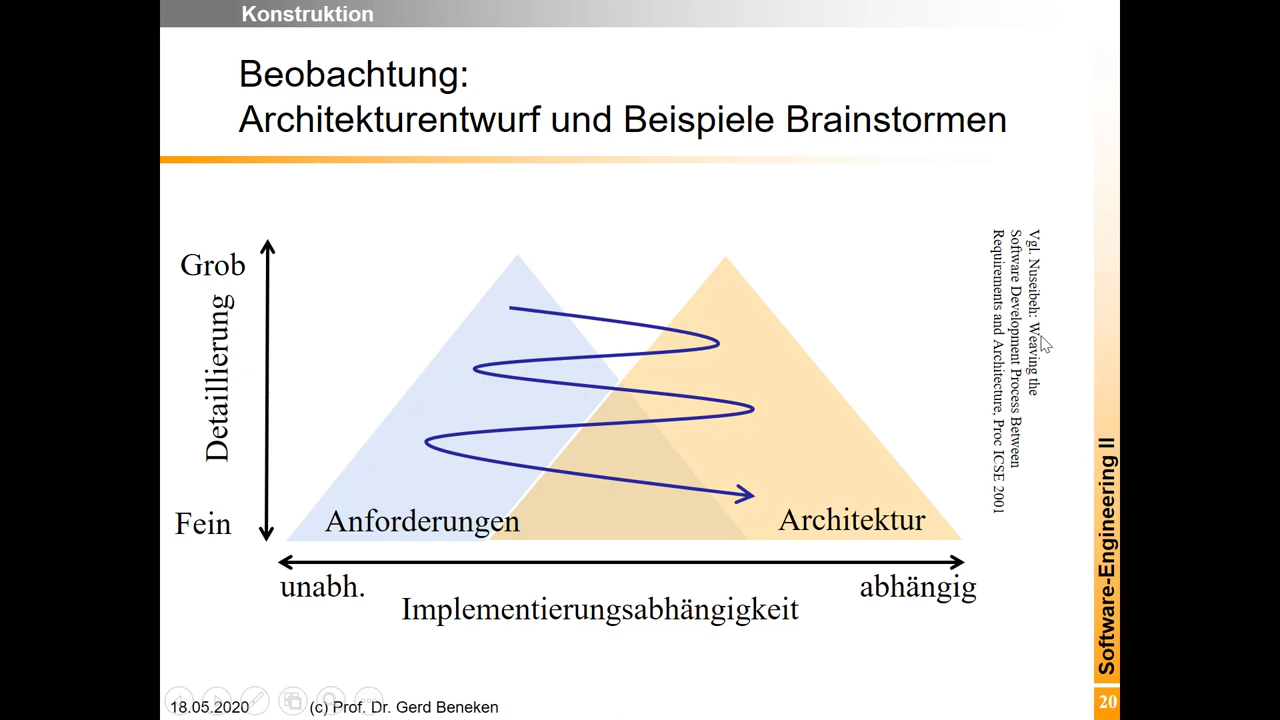 Konstruktion
Beobachtung:
Architekturentwurf und Beispiele Brainstormen
Grob
Detaillierung
Fein
Anforderungen
Architektur
unabh.
abhängig
Implementierungsabhängigkeit
Vgl. Nuseibeh: Weaving the
Software Development Process Between
Requirements and Architecture, Proc ICSE 2001
Software-Engineering II
18.05.2020
(c) Prof. Dr. Gerd Beneken
20